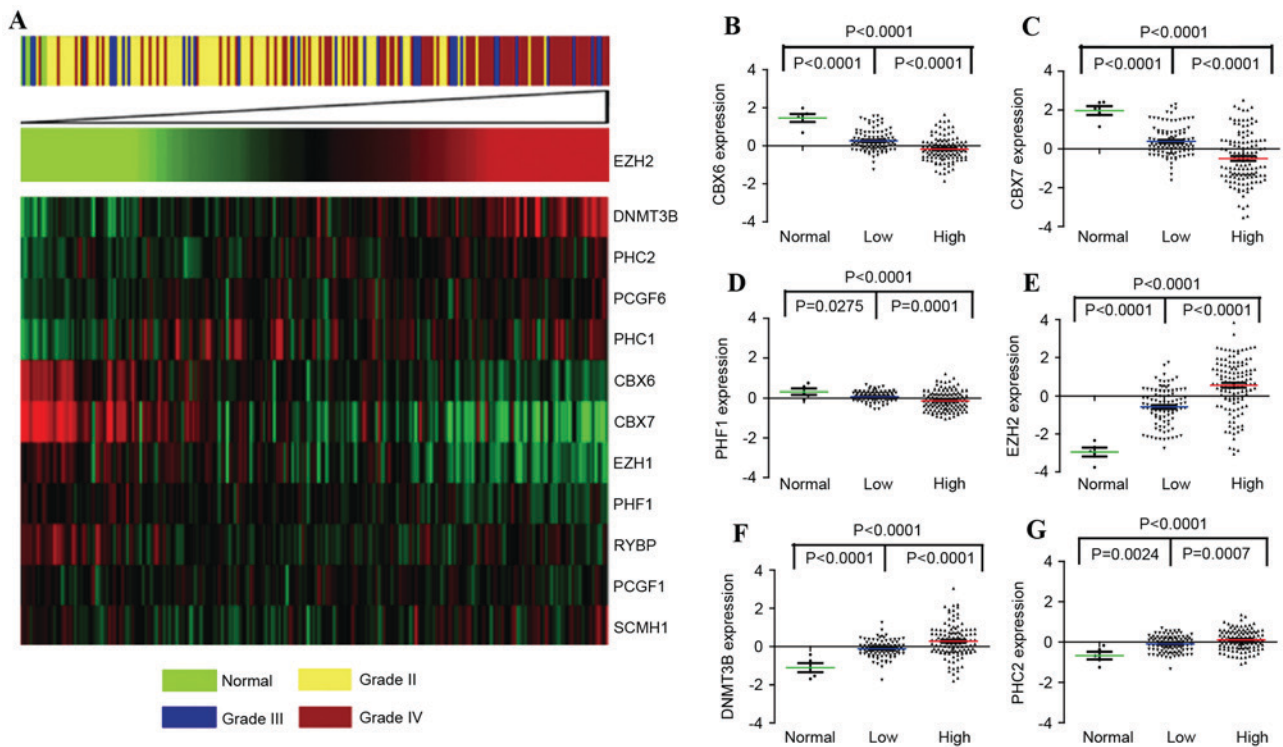 A
EZH2
DNMT3B
PHC2
PCGF6
PHC1
CBX6
CBX7
EZH1
PHF1
RYBP
PCGF1
SCMH1
Normal
Grade II
Grade III
Grade IV
B
P<0.0001
P<0.0001 P<0.0001
4
2
0
-2
-4
CBX6 expression
Normal Low High
C
P<0.0001
P<0.0001 P<0.0001
4
2
0
-2
-4
CBX7 expression
Normal Low High
D
P<0.0001
P=0.0275 P=0.0001
4
2
0
-2
-4
PHF1 expression
Normal Low High
E
P<0.0001
P<0.0001 P<0.0001
4
2
0
-2
-4
EZH2 expression
Normal Low High
F
P<0.0001
P<0.0001 P<0.0001
4
2
0
-2
-4
DNMT3B expression
Normal Low High
G
P<0.0001
P=0.0024 P=0.0007
4
2
0
-2
-4
PHC2 expression
Normal Low High